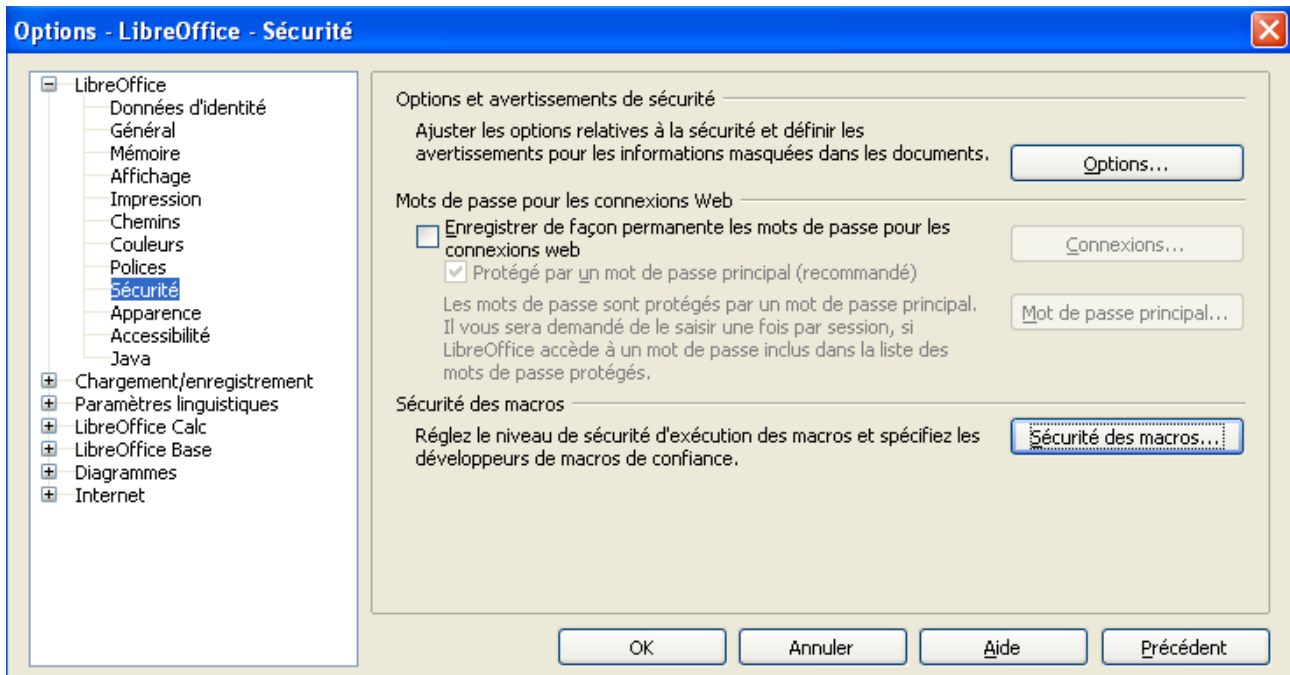 Options - LibreOffice - Sécurité
LibreOffice
Données d'identité
Général
Mémoire
Affichage
Impression
Chemins
Couleurs
Polices
Sécurité
Apparence
Accessibilité
Java
Chargement/enregistrement
Paramètres linguistiques
LibreOffice Calc
LibreOffice Base
Diagrammes
Internet
Options et avertissements de sécurité
Ajuster les options relatives à la sécurité et définir les
avertissements pour les informations masquées dans les documents.
Options...
Mots de passe pour les connexions Web
Enregistrer de façon permanente les mots de passe pour les
connexions web
Connexions...
Protégé par un mot de passe principal (recommandé)
Les mots de passe sont protégés par un mot de passe principal.
Il vous sera demandé de le saisir une fois par session, si
LibreOffice accède à un mot de passe inclus dans la liste des
mots de passe protégés.
Mot de passe principal...
Sécurité des macros
Réglez le niveau de sécurité d'exécution des macros et spécifiez les
développeurs de macros de confiance.
Sécurité des macros...
OK
Annuler
Aide
Précédent